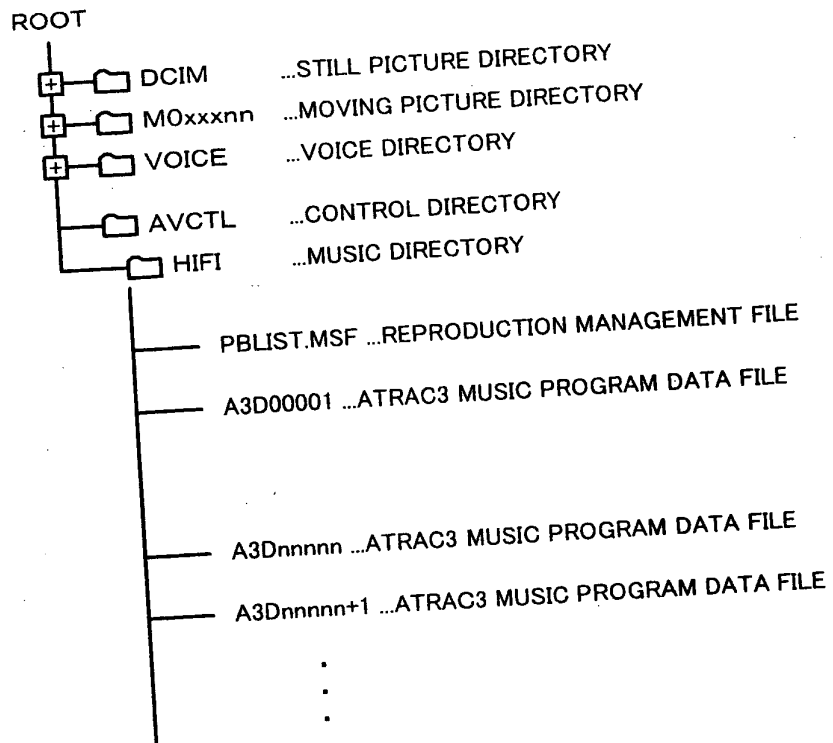 ROOT
DCIM ...STILL PICTURE DIRECTORY
M0xxxnn ...MOVING PICTURE DIRECTORY
VOICE ...VOICE DIRECTORY
AVCTL ...CONTROL DIRECTORY
HIFI ...MUSIC DIRECTORY
PBLIST.MSF ...REPRODUCTION MANAGEMENT FILE
A3D00001 ...ATRAC3 MUSIC PROGRAM DATA FILE
A3Dnnnnn ...ATRAC3 MUSIC PROGRAM DATA FILE
A3Dnnnnn+1 ...ATRAC3 MUSIC PROGRAM DATA FILE